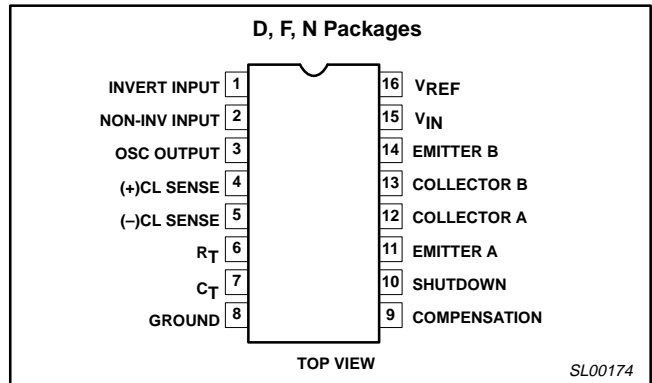 D, F, N Packages
INVERT INPUT 1
NON-INV INPUT 2
OSC OUTPUT 3
(+)CL SENSE 4
(–)CL SENSE 5
RT 6
CT 7
GROUND 8
16 VREF
15 VIN
14 EMITTER B
13 COLLECTOR B
12 COLLECTOR A
11 EMITTER A
10 SHUTDOWN
9 COMPENSATION
TOP VIEW
SL00174